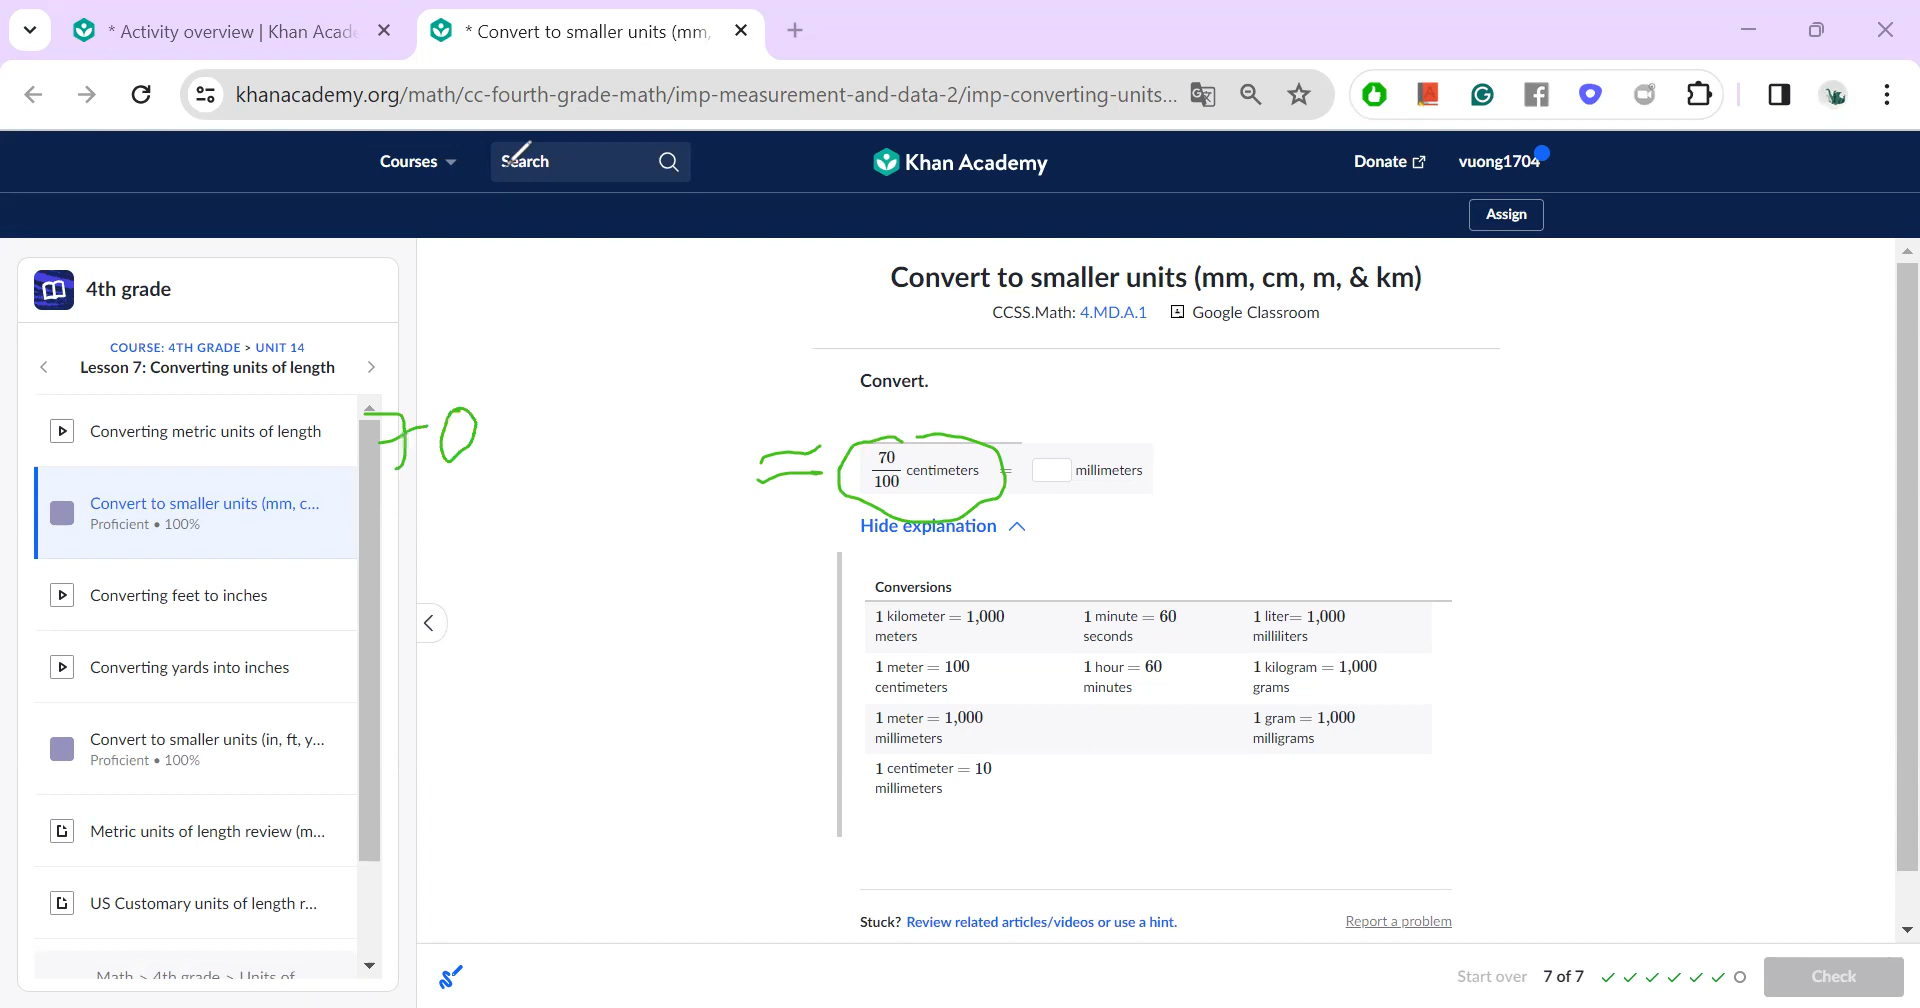 * Activity overview | Khan Acade
* Convert to smaller units (mm,
khanacademy.org/math/cc-fourth-grade-math/imp-measurement-and-data-2/imp-converting-units...
Courses
Search
Khan Academy
Donate
vuong1704
Assign
4th grade
COURSE: 4TH GRADE > UNIT 14
Lesson 7: Converting units of length
Converting metric units of length
Convert to smaller units (mm, c...
Proficient • 100%
Converting feet to inches
Converting yards into inches
Convert to smaller units (in, ft, y...
Proficient • 100%
Metric units of length review (m...
US Customary units of length r...
Math > 4th grade > Units of
70
Convert to smaller units (mm, cm, m, & km)
CCSS.Math: 4.MD.A.1 Google Classroom
Convert.
=
70/100 centimeters = millimeters
Hide explanation
Conversions
1 kilometer = 1,000 meters
1 minute = 60 seconds
1 liter= 1,000 milliliters
1 meter = 100 centimeters
1 hour = 60 minutes
1 kilogram = 1,000 grams
1 meter = 1,000 millimeters
1 gram = 1,000 milligrams
1 centimeter = 10 millimeters
Stuck? Review related articles/videos or use a hint.
Report a problem
Start over 7 of 7
Check